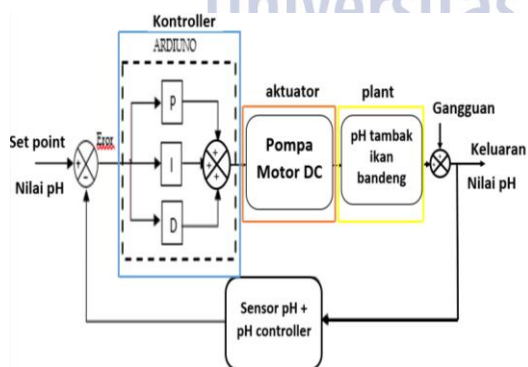 Universitas
Kontroller
ARDIUNO
aktuator
plant
Gangguan
Set point
Nilai pH
Eror
P
I
D
Pompa
Motor DC
pH tambak
ikan
bandeng
Keluaran
Nilai pH
Sensor pH +
pH controller